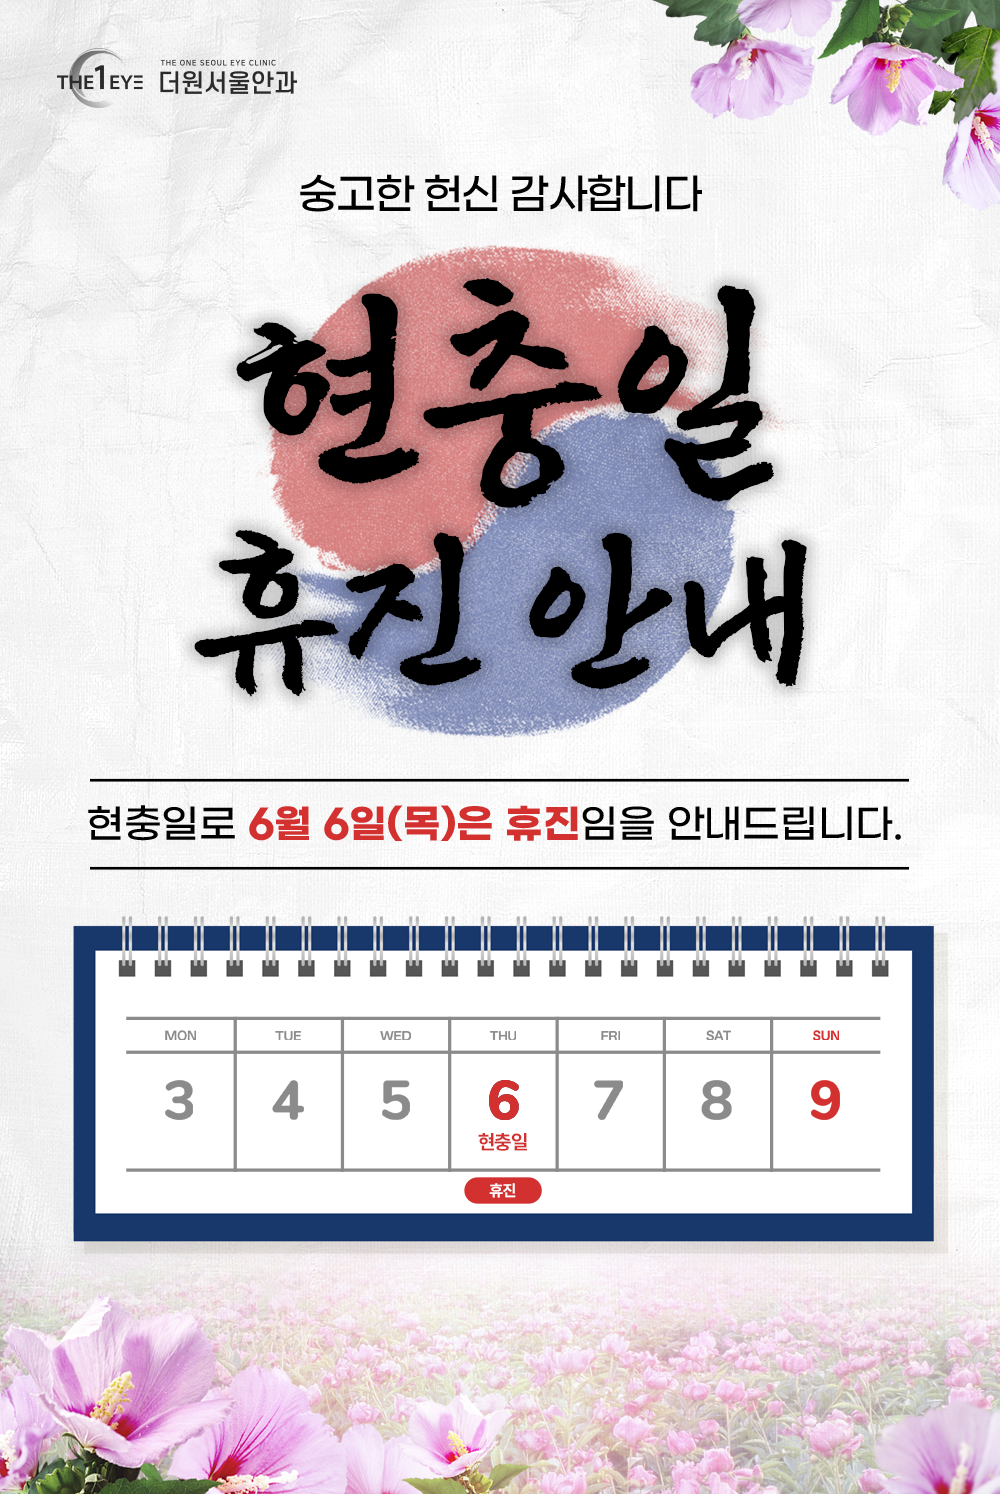 THE1EYE
THE ONE SEOUL EYE CLINIC
더원서울안과
숭고한 헌신 감사합니다
현충일
휴진 안내
현충일로 6월 6일(목)은 휴진임을 안내드립니다.
MON TUE WED THU FRI SAT SUN
3 4 5 6 7 8 9
현충일
휴진